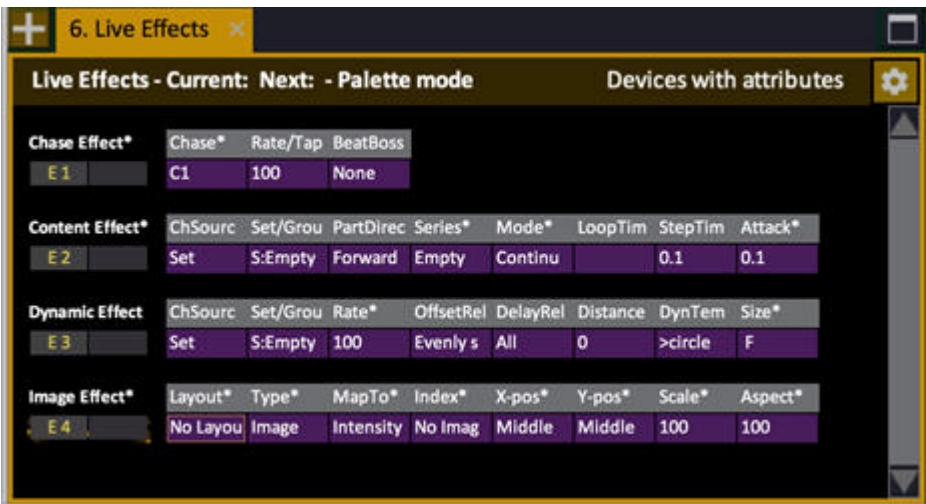 6. Live Effects ×
Live Effects - Current: Next: - Palette mode Devices with attributes
Chase Effect* Chase* Rate/Tap BeatBoss
E 1 C1 100 None
Content Effect* ChSourc Set/Grou PartDirec Series* Mode* LoopTim StepTim Attack*
E 2 Set S:Empty Forward Empty Continu 0.1 0.1
Dynamic Effect ChSourc Set/Grou Rate* OffsetRel DelayRel Distance DynTem Size*
E 3 Set S:Empty 100 Evenly s All 0 >circle F
Image Effect* Layout* Type* MapTo* Index* X-pos* Y-pos* Scale* Aspect*
E 4 No Layou Image Intensity No Imag Middle Middle 100 100